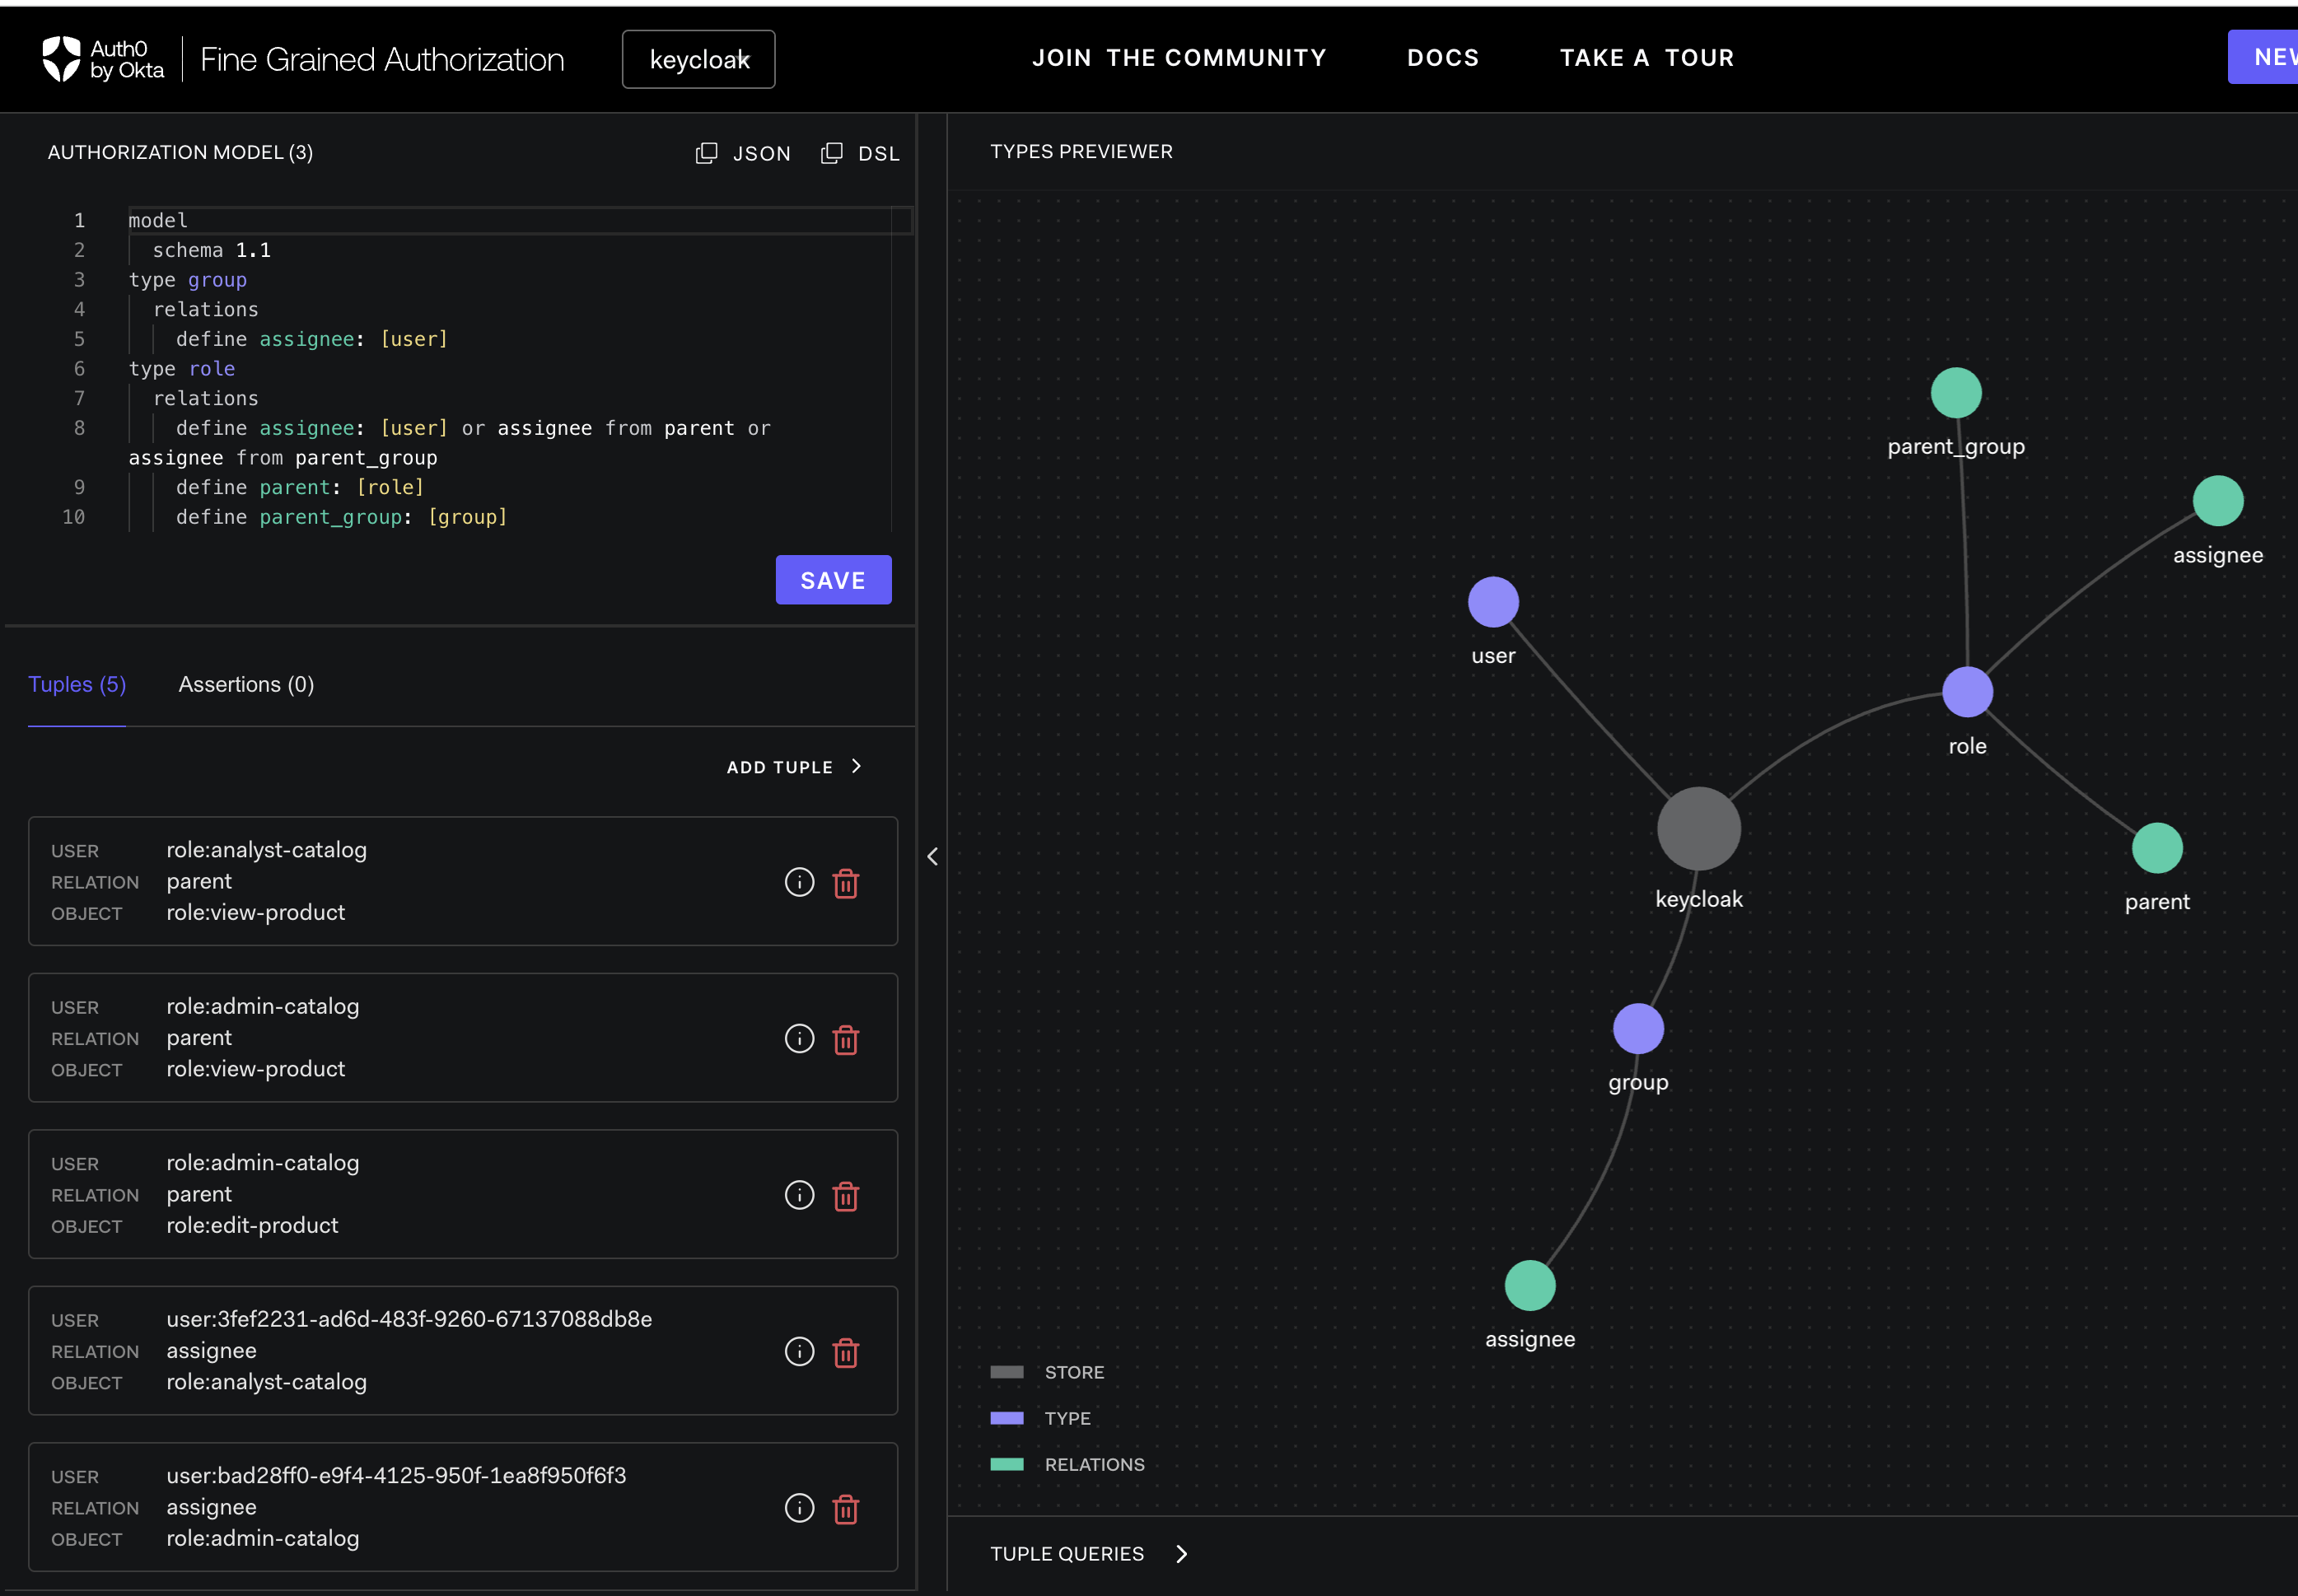 Auth0
by Okta
Fine Grained Authorization
keycloak
JOIN THE COMMUNITY
DOCS
TAKE A TOUR
NEW
AUTHORIZATION MODEL (3)
JSON
DSL
1 model
2 schema 1.1
3 type group
4 relations
5 define assignee: [user]
6 type role
7 relations
8 define assignee: [user] or assignee from parent or
assignee from parent_group
9 define parent: [role]
10 define parent_group: [group]
SAVE
Tuples (5)
Assertions (0)
ADD TUPLE
USER role:analyst-catalog
RELATION parent
OBJECT role:view-product
USER role:admin-catalog
RELATION parent
OBJECT role:view-product
USER role:admin-catalog
RELATION parent
OBJECT role:edit-product
USER user:3fef2231-ad6d-483f-9260-67137088db8e
RELATION assignee
OBJECT role:analyst-catalog
USER user:bad28ff0-e9f4-4125-950f-1ea8f950f6f3
RELATION assignee
OBJECT role:admin-catalog
TYPES PREVIEWER
parent_group
assignee
user
role
keycloak
parent
group
assignee
STORE
TYPE
RELATIONS
TUPLE QUERIES